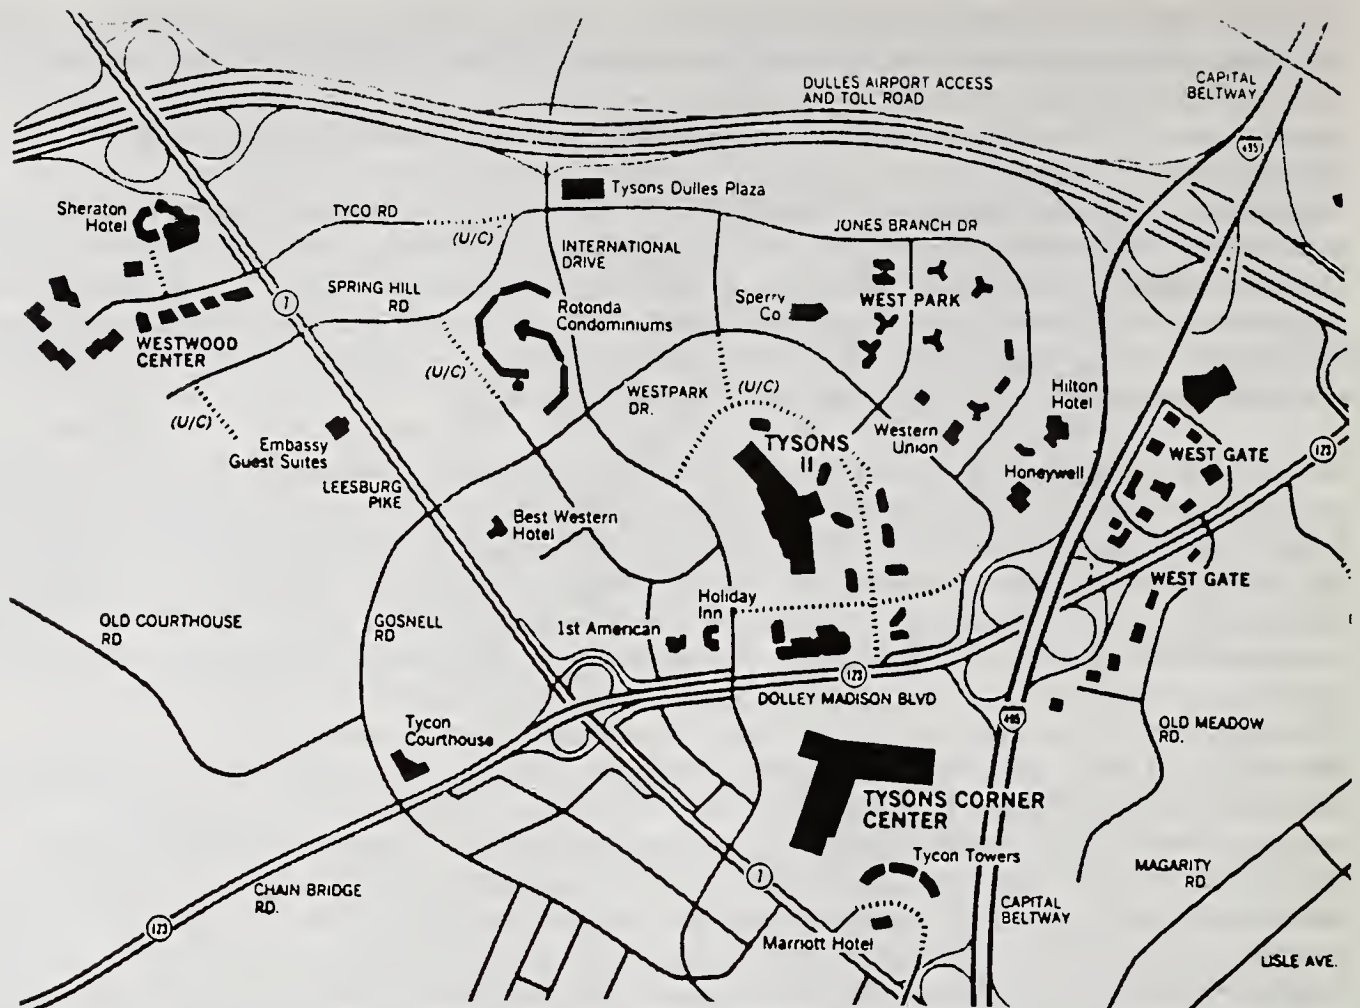 DULLES AIRPORT ACCESS
AND TOLL ROAD
CAPITAL
BELTWAY
495
Tysons Dulles Plaza
Sheraton
Hotel
TYCO RD
(U/C)
INTERNATIONAL
DRIVE
JONES BRANCH DR
SPRING HILL
RD
7
Rotonda
Condominiums
Sperry
Co
WEST PARK
WESTWOOD
CENTER
(U/C)
WESTPARK
DR.
(U/C)
Hilton
Hotel
(U/C)
Embassy
Guest Suites
TYSONS
II
Western
Union
WEST GATE
123
LEESBURG
PIKE
Honeywell
Best Western
Hotel
WEST GATE
OLD COURTHOUSE
RD
GOSNELL
RD
Holiday
Inn
1st American
123
DOLLEY MADISON BLVD
495
OLD MEADOW
RD.
Tycon
Courthouse
TYSONS CORNER
CENTER
Tycon Towers
MAGARITY
RD
7
CHAIN BRIDGE
RD.
123
CAPITAL
BELTWAY
Marriott Hotel
LISLE AVE.